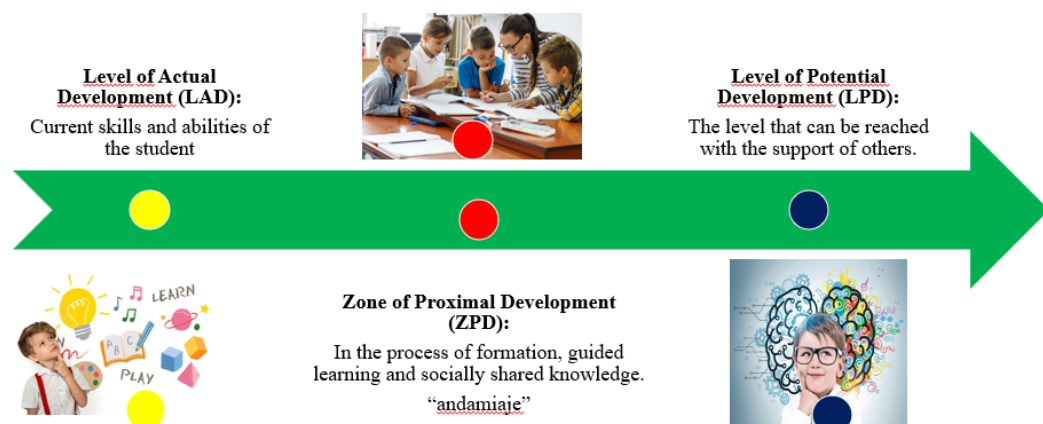 Level of Actual
Development (LAD):
Current skills and abilities of
the student
Level of Potential
Development (LPD):
The level that can be reached
with the support of others.
LEARN
A B C
PLAY
Zone of Proximal Development
(ZPD):
In the process of formation, guided
learning and socially shared knowledge.
“andamiaje”